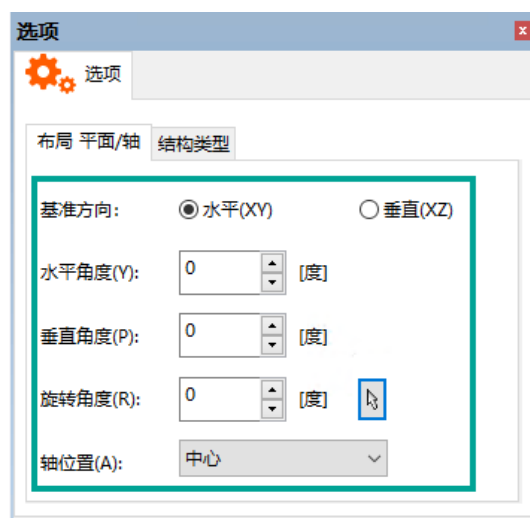 选项
选项
布局 平面/轴 结构类型
基准方向: 水平(XY) 垂直(XZ)
水平角度(Y): 0 [度]
垂直角度(P): 0 [度]
旋转角度(R): 0 [度]
轴位置(A): 中心